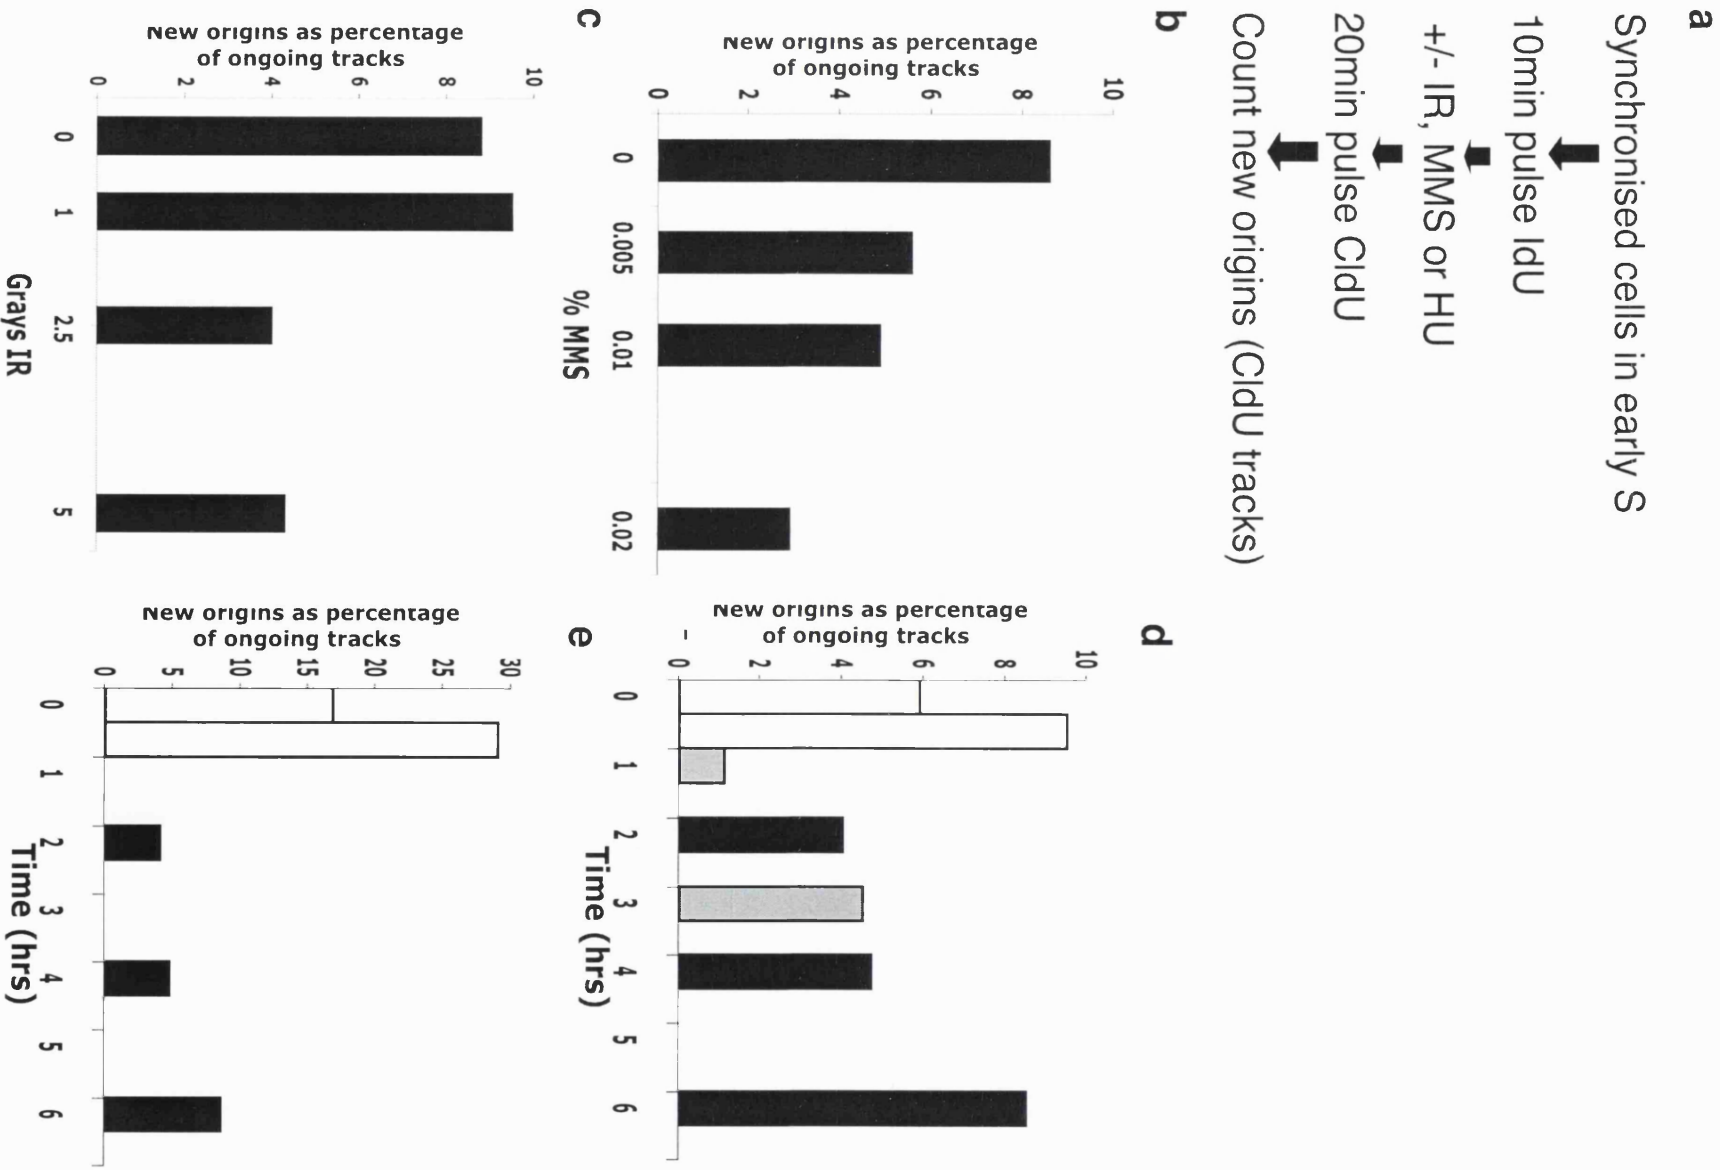 a
Synchronised cells in early S
10min pulse IdU
+/- IR, MMS or HU
20min pulse CldU
Count new origins (CldU tracks)
b
New origins as percentage
of ongoing tracks
0
2
4
6
8
10
0
0.005
0.01
0.02
% MMS
c
New origins as percentage
of ongoing tracks
0
2
4
6
8
10
0
1
2.5
5
Grays IR
d
New origins as percentage
of ongoing tracks
0
2
4
6
8
10
0
1
2
3
4
5
6
Time (hrs)
e
New origins as percentage
of ongoing tracks
0
5
10
15
20
25
30
0
1
2
3
4
5
6
Time (hrs)